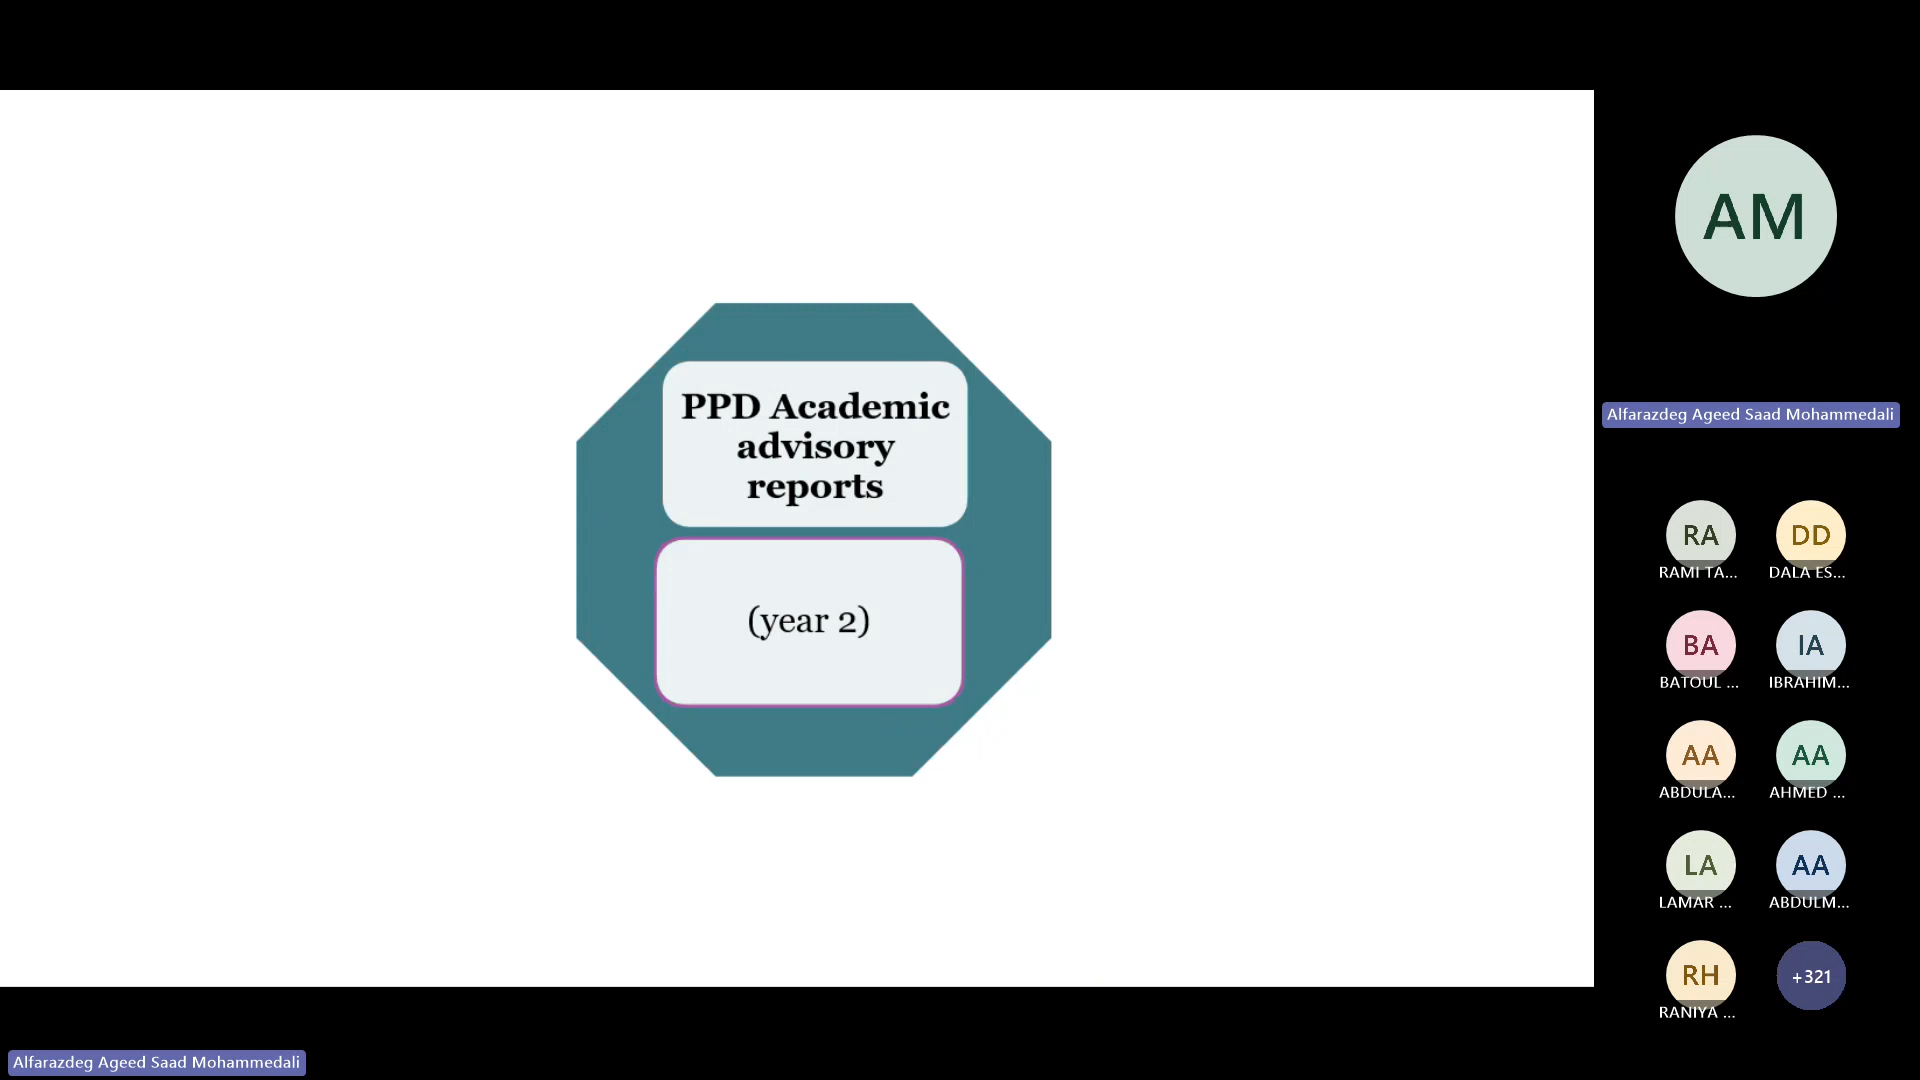 PPD Academic
advisory
reports
(year 2)
AM
Alfarazdeg Ageed Saad Mohammedali
RA
RAMI TA...
DD
DALA ES...
BA
BATOUL ...
IA
IBRAHIM...
AA
ABDULA...
AA
AHMED ...
LA
LAMAR ...
AA
ABDULM...
RH
RANIYA ...
+321
Alfarazdeg Ageed Saad Mohammedali